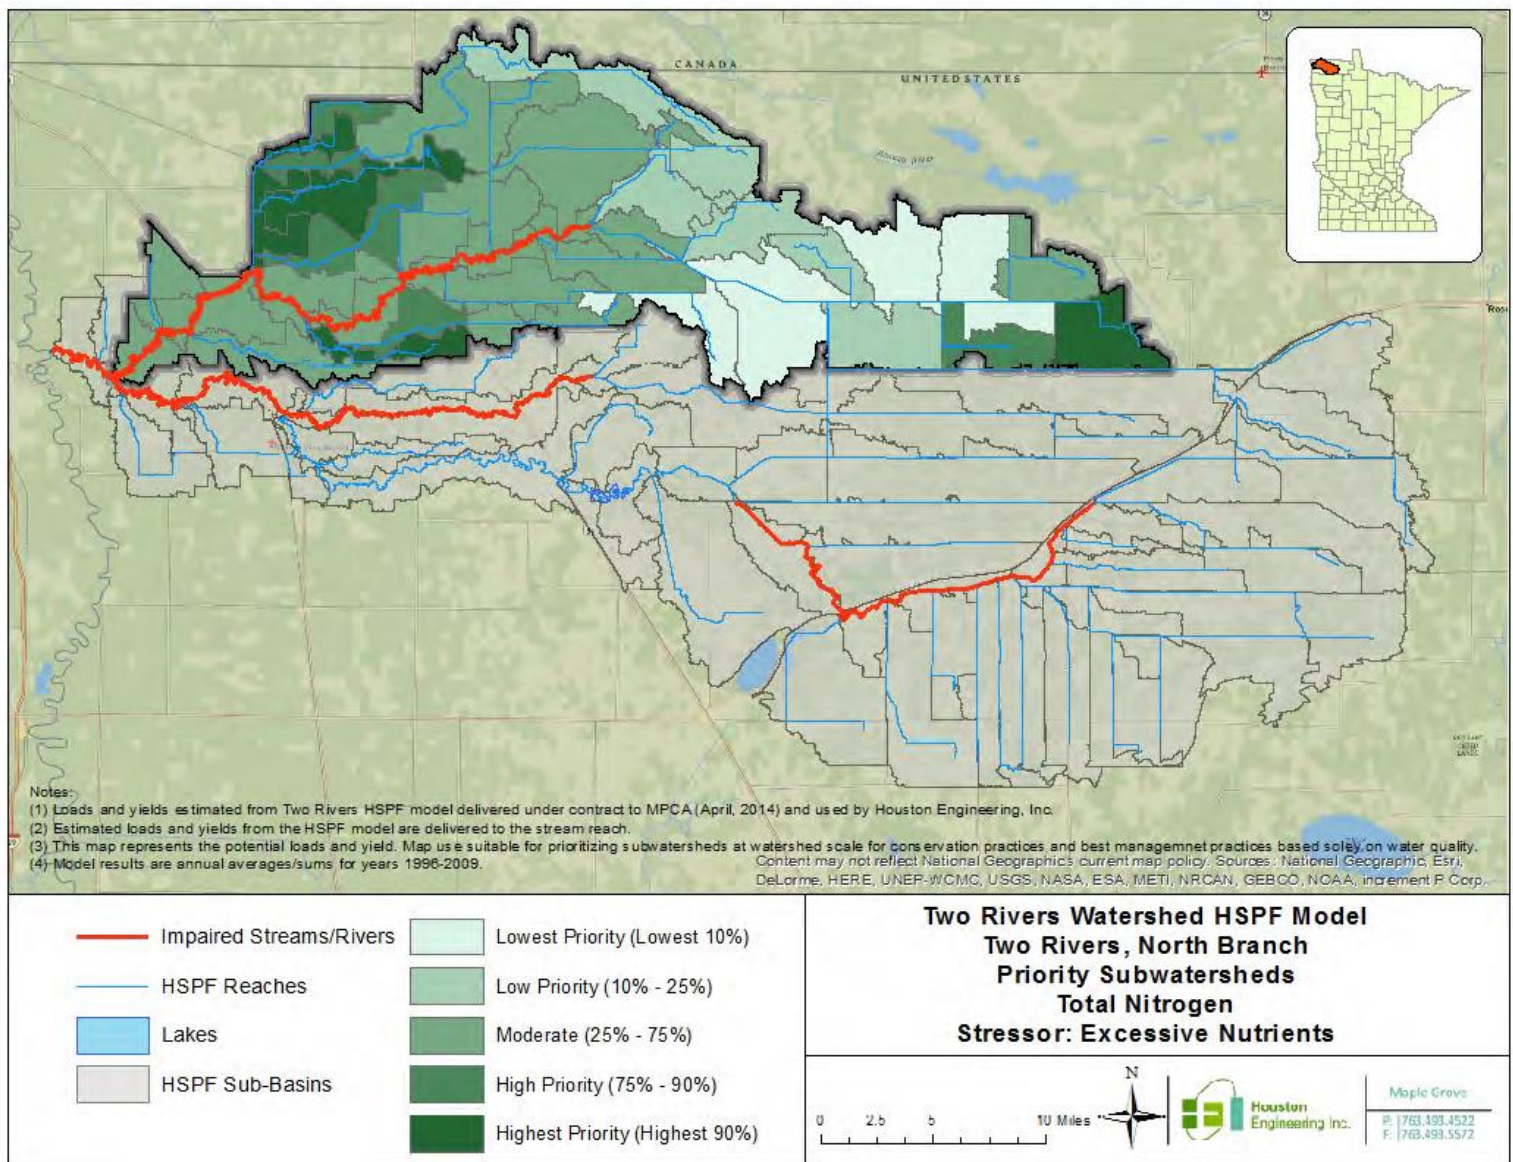 CANADA
UNITED STATES
Notes:
(1) Loads and yields estimated from Two Rivers HSPF model delivered under contract to MPCA (April, 2014) and used by Houston Engineering, Inc.
(2) Estimated loads and yields from the HSPF model are delivered to the stream reach.
(3) This map represents the potential loads and yield. Map use suitable for prioritizing subwatersheds at watershed scale for conservation practices and best managemnet practices based soley on water quality.
(4) Model results are annual averages/sums for years 1996-2009.
Content may not reflect National Geographic's current map policy. Sources: National Geographic, Esri,
DeLorme, HERE, UNEP-WCMC, USGS, NASA, ESA, METI, NRCAN, GEBCO, NOAA, increment P Corp.
Impaired Streams/Rivers
HSPF Reaches
Lakes
HSPF Sub-Basins
Lowest Priority (Lowest 10%)
Low Priority (10% - 25%)
Moderate (25% - 75%)
High Priority (75% - 90%)
Highest Priority (Highest 90%)
Two Rivers Watershed HSPF Model
Two Rivers, North Branch
Priority Subwatersheds
Total Nitrogen
Stressor: Excessive Nutrients
0 2.5 5 10 Miles
N
Houston
Engineering Inc.
Maple Grove
P: 763.493.4522
F: 763.493.5572